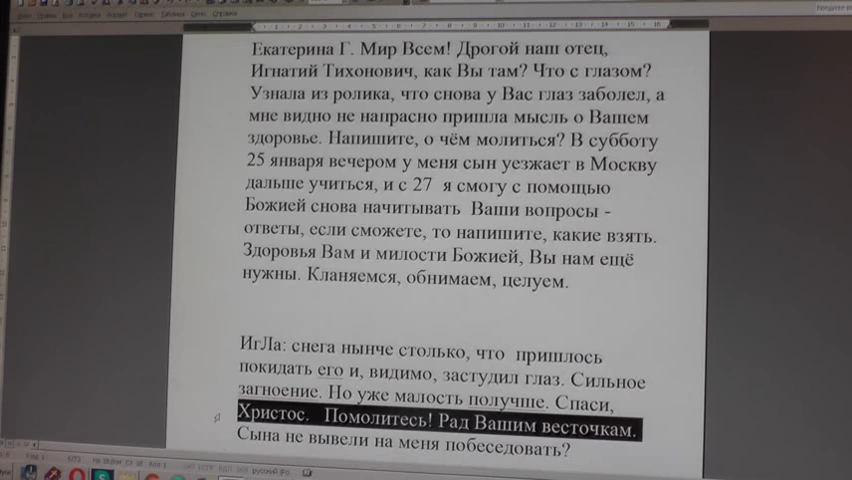 Екатерина Г. Мир Всем! Дрогой наш отец,
Игнатий Тихонович, как Вы там? Что с глазом?
Узнала из ролика, что снова у Вас глаз заболел, а
мне видно не напрасно пришла мысль о Вашем
здоровье. Напишите, о чём молиться? В субботу
25 января вечером у меня сын уезжает в Москву
дальше учиться, и с 27 я смогу с помощью
Божией снова начитывать Ваши вопросы -
ответы, если сможете, то напишите, какие взять.
Здоровья Вам и милости Божией, Вы нам ещё
нужны. Кланяемся, обнимаем, целуем.
ИгЛа: снега нынче столько, что пришлось
покидать его и, видимо, застудил глаз. Сильное
загноение. Но уже малость получше. Спаси,
Христос. Помолитесь! Рад Вашим весточкам.
Сына не вывели на меня побеседовать?